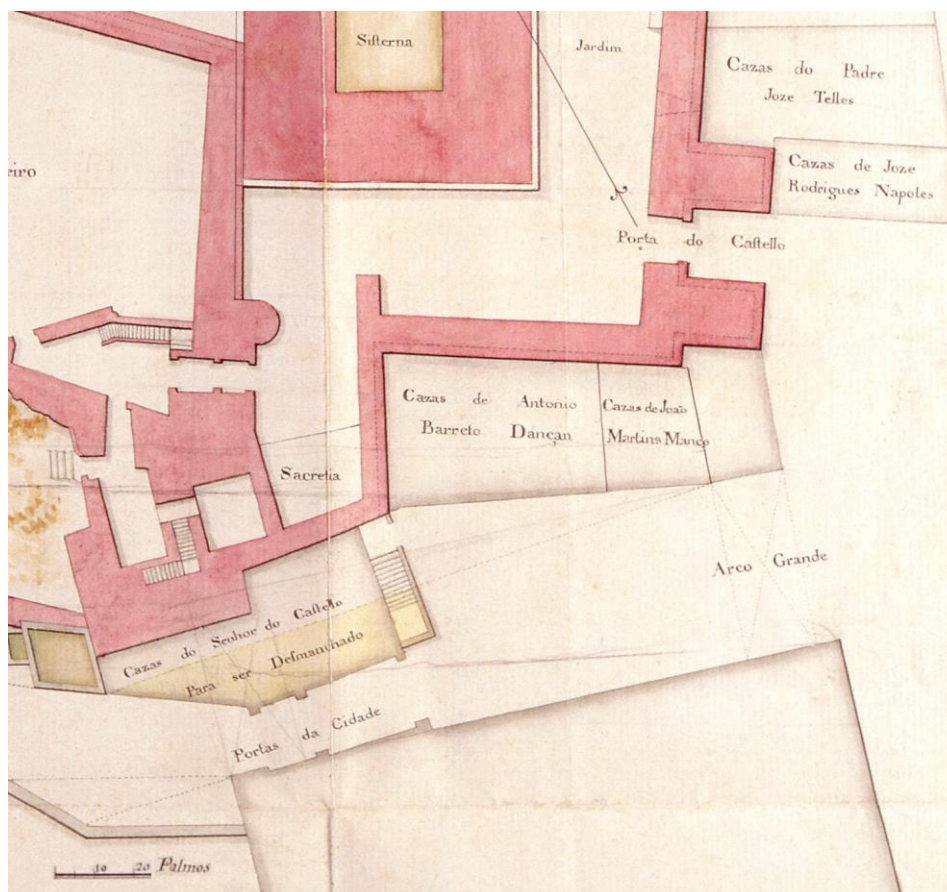 Sisterna
Jardim
Cazas do Padre
Joze Telles
eiro
Cazas de Joze
Rodrigues Napoles
Porta do Castello
Cazas de Antonio
Barreto Dançan
Cazas de João
Martins Manço
Sacretia
Arco Grande
Cazas do Senhor do Castello
Para ser Desmanchado
Portas da Cidade
10 20 Palmos